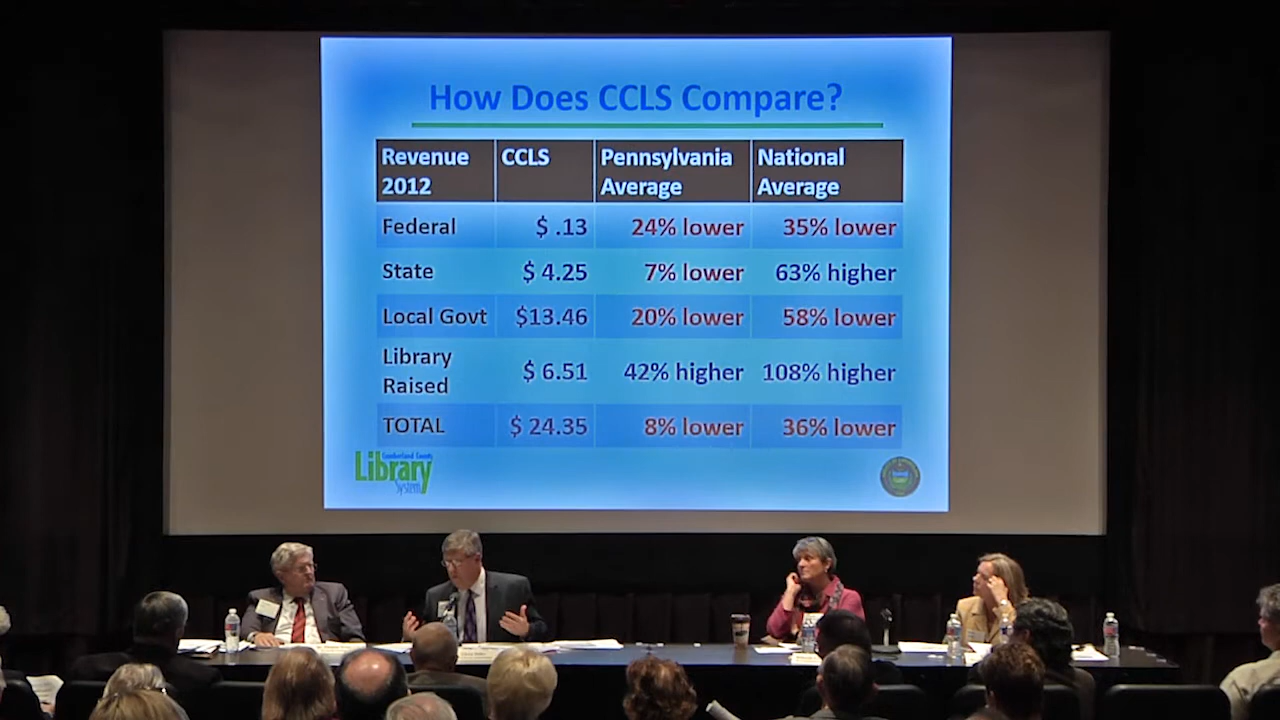 How Does CCLS Compare?
Revenue 2012 CCLS Pennsylvania Average National Average
Federal $ .13 24% lower 35% lower
State $ 4.25 7% lower 63% higher
Local Govt $13.46 20% lower 58% lower
Library Raised $ 6.51 42% higher 108% higher
TOTAL $ 24.35 8% lower 36% lower
Cumberland County
Library
System